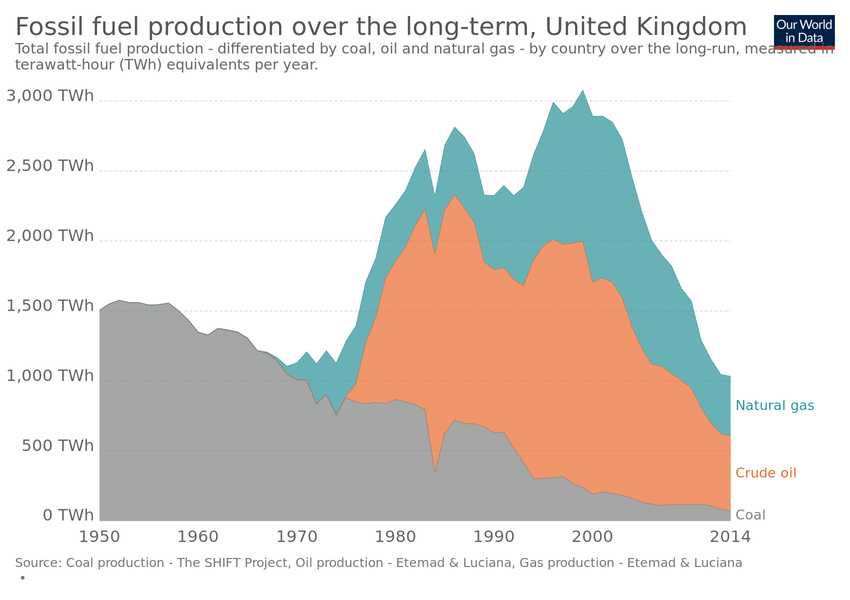 Fossil fuel production over the long-term, United Kingdom
Our World
in Data
Total fossil fuel production - differentiated by coal, oil and natural gas - by country over the long-run, measured in
terawatt-hour (TWh) equivalents per year.
3,000 TWh
2,500 TWh
2,000 TWh
1,500 TWh
1,000 TWh
500 TWh
0 TWh
Natural gas
Crude oil
Coal
1950 1960 1970 1980 1990 2000 2014
Source: Coal production - The SHIFT Project, Oil production - Etemad & Luciana, Gas production - Etemad & Luciana
•